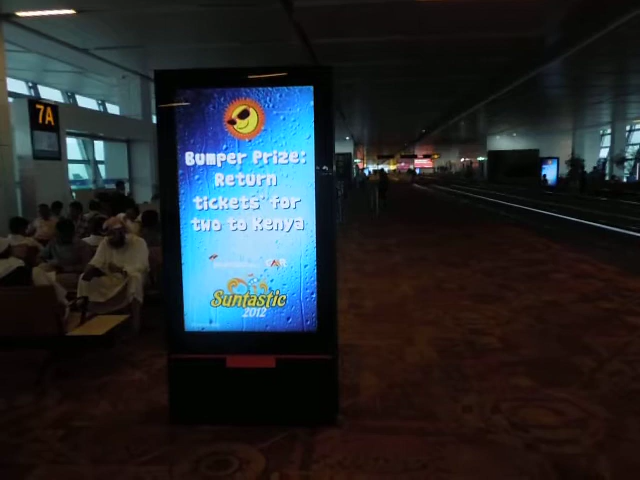 7A
Bumper Prize:
Return
tickets* for
two to Kenya
Suntastic
2012